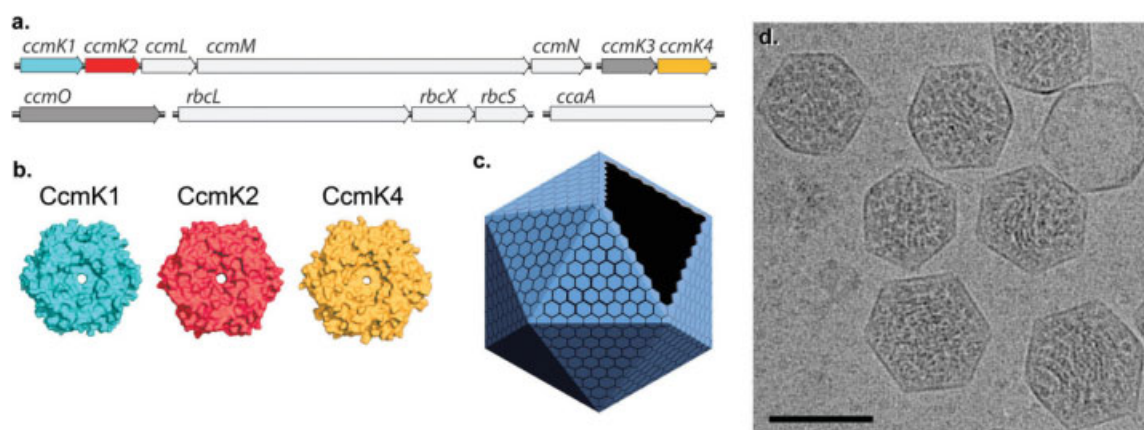 a.
ccmK1 ccmK2 ccmL ccmM ccmN ccmK3 ccmK4
ccmO rbcL rbcX rbcS ccaA
b.
CcmK1 CcmK2 CcmK4
c.
d.